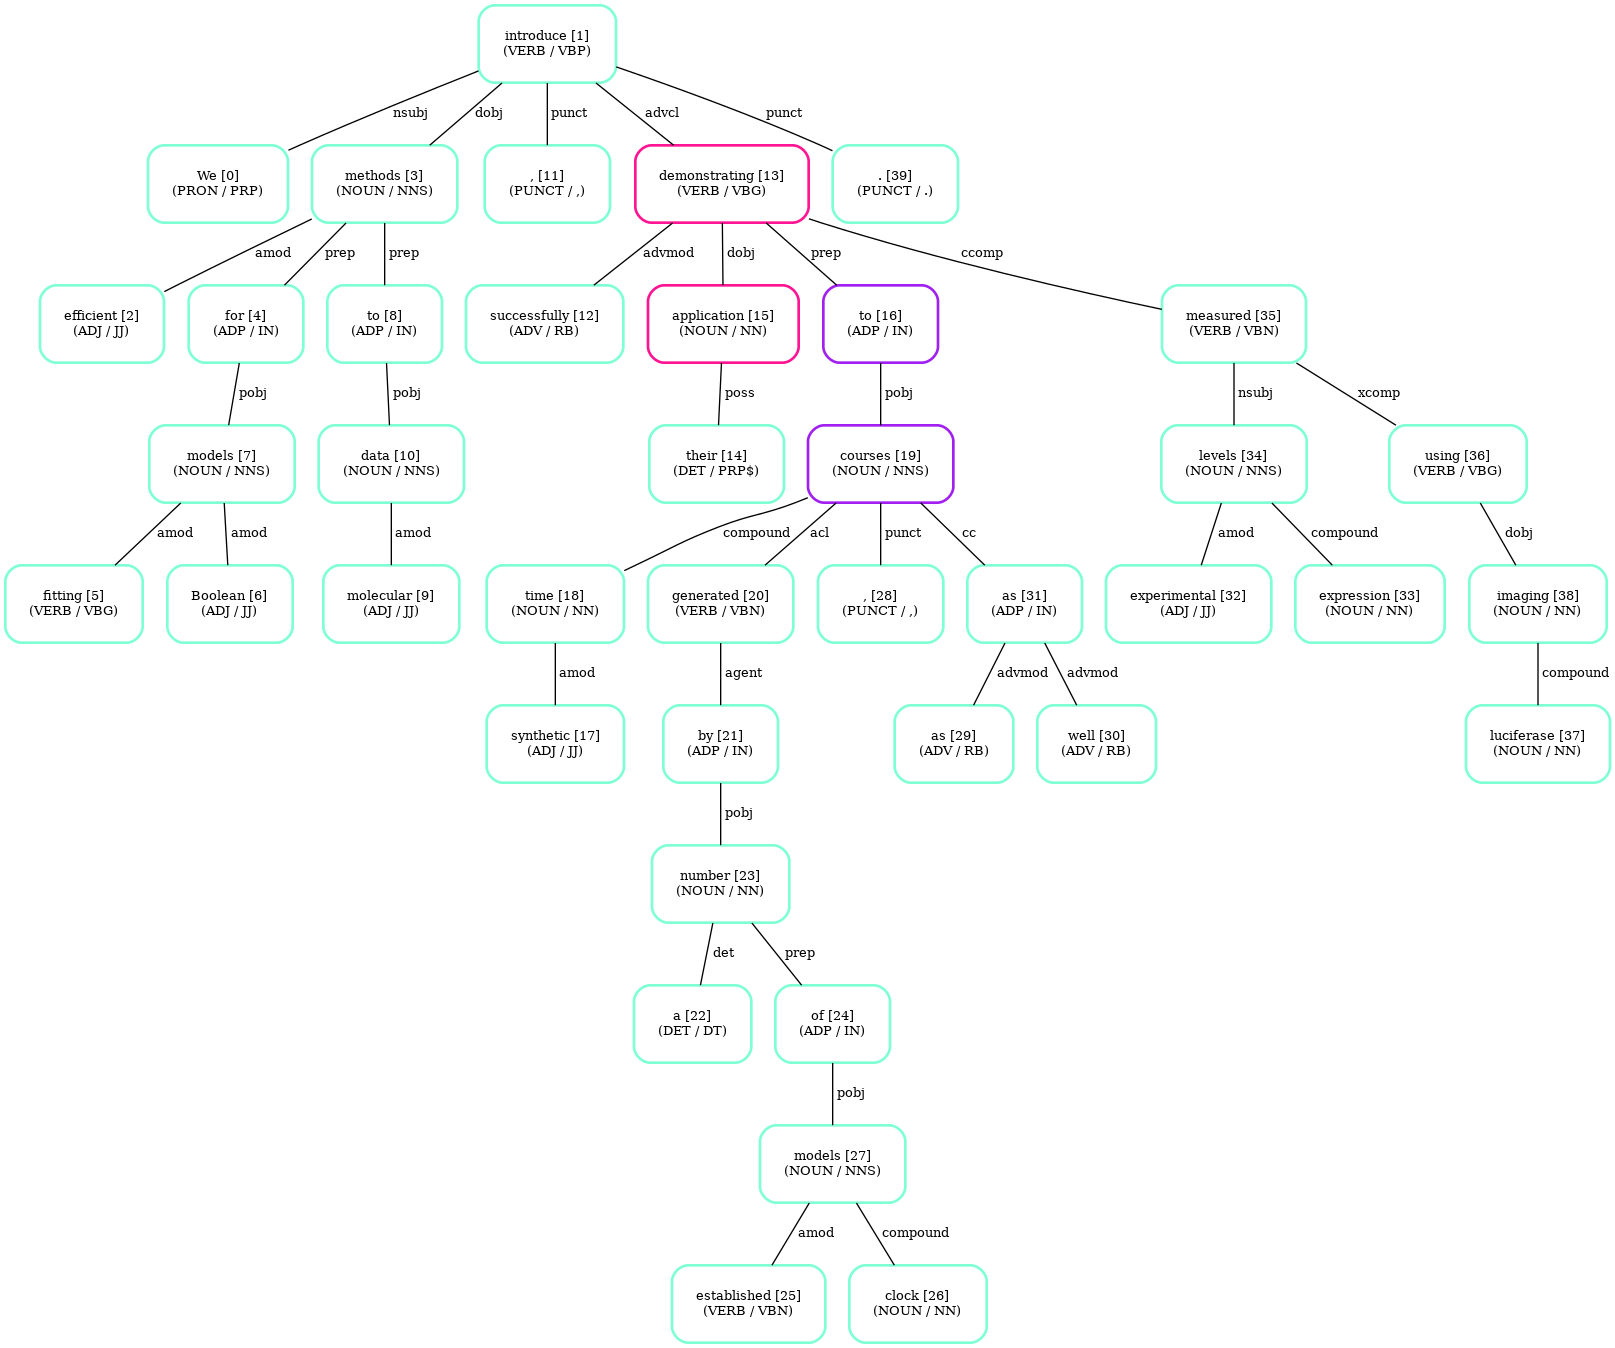 introduce [1]
(VERB / VBP)
nsubj
dobj
punct
advcl
punct
We [0]
(PRON / PRP)
methods [3]
(NOUN / NNS)
, [11]
(PUNCT / ,)
demonstrating [13]
(VERB / VBG)
. [39]
(PUNCT / .)
amod
prep
prep
advmod
dobj
prep
ccomp
efficient [2]
(ADJ / JJ)
for [4]
(ADP / IN)
to [8]
(ADP / IN)
successfully [12]
(ADV / RB)
application [15]
(NOUN / NN)
to [16]
(ADP / IN)
measured [35]
(VERB / VBN)
pobj
pobj
poss
pobj
nsubj
xcomp
models [7]
(NOUN / NNS)
data [10]
(NOUN / NNS)
their [14]
(DET / PRP$)
courses [19]
(NOUN / NNS)
levels [34]
(NOUN / NNS)
using [36]
(VERB / VBG)
amod
amod
amod
compound
acl
punct
cc
amod
compound
dobj
fitting [5]
(VERB / VBG)
Boolean [6]
(ADJ / JJ)
molecular [9]
(ADJ / JJ)
time [18]
(NOUN / NN)
generated [20]
(VERB / VBN)
, [28]
(PUNCT / ,)
as [31]
(ADP / IN)
experimental [32]
(ADJ / JJ)
expression [33]
(NOUN / NN)
imaging [38]
(NOUN / NN)
amod
agent
advmod
advmod
compound
synthetic [17]
(ADJ / JJ)
by [21]
(ADP / IN)
as [29]
(ADV / RB)
well [30]
(ADV / RB)
luciferase [37]
(NOUN / NN)
pobj
number [23]
(NOUN / NN)
det
prep
a [22]
(DET / DT)
of [24]
(ADP / IN)
pobj
models [27]
(NOUN / NNS)
amod
compound
established [25]
(VERB / VBN)
clock [26]
(NOUN / NN)